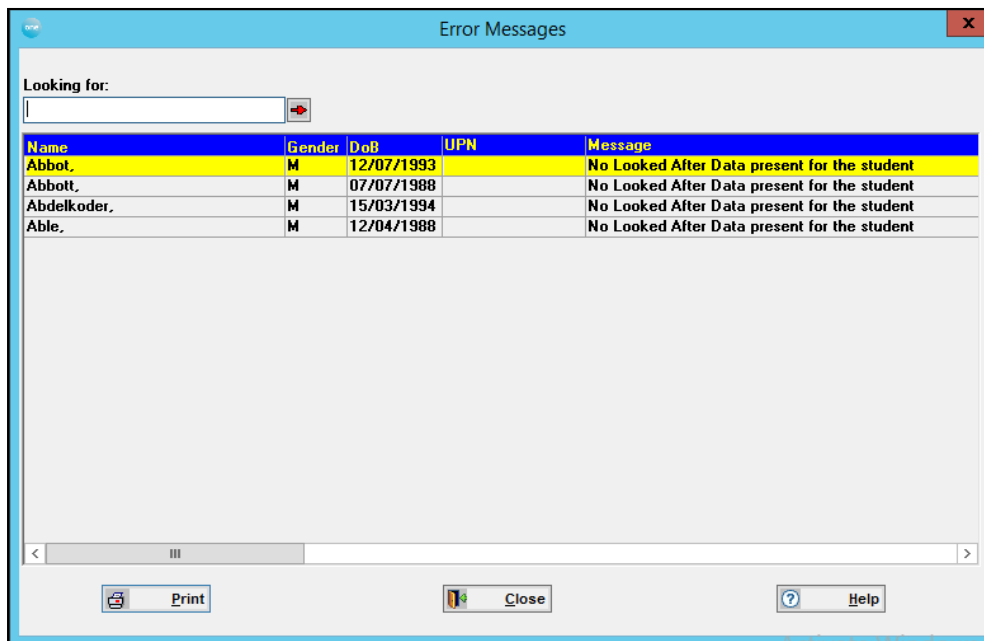 one
Error Messages
x
Looking for:
Name Gender DoB UPN Message
Abbot, M 12/07/1993 No Looked After Data present for the student
Abbott, M 07/07/1988 No Looked After Data present for the student
Abdelkoder, M 15/03/1994 No Looked After Data present for the student
Able, M 12/04/1988 No Looked After Data present for the student
Print Close Help